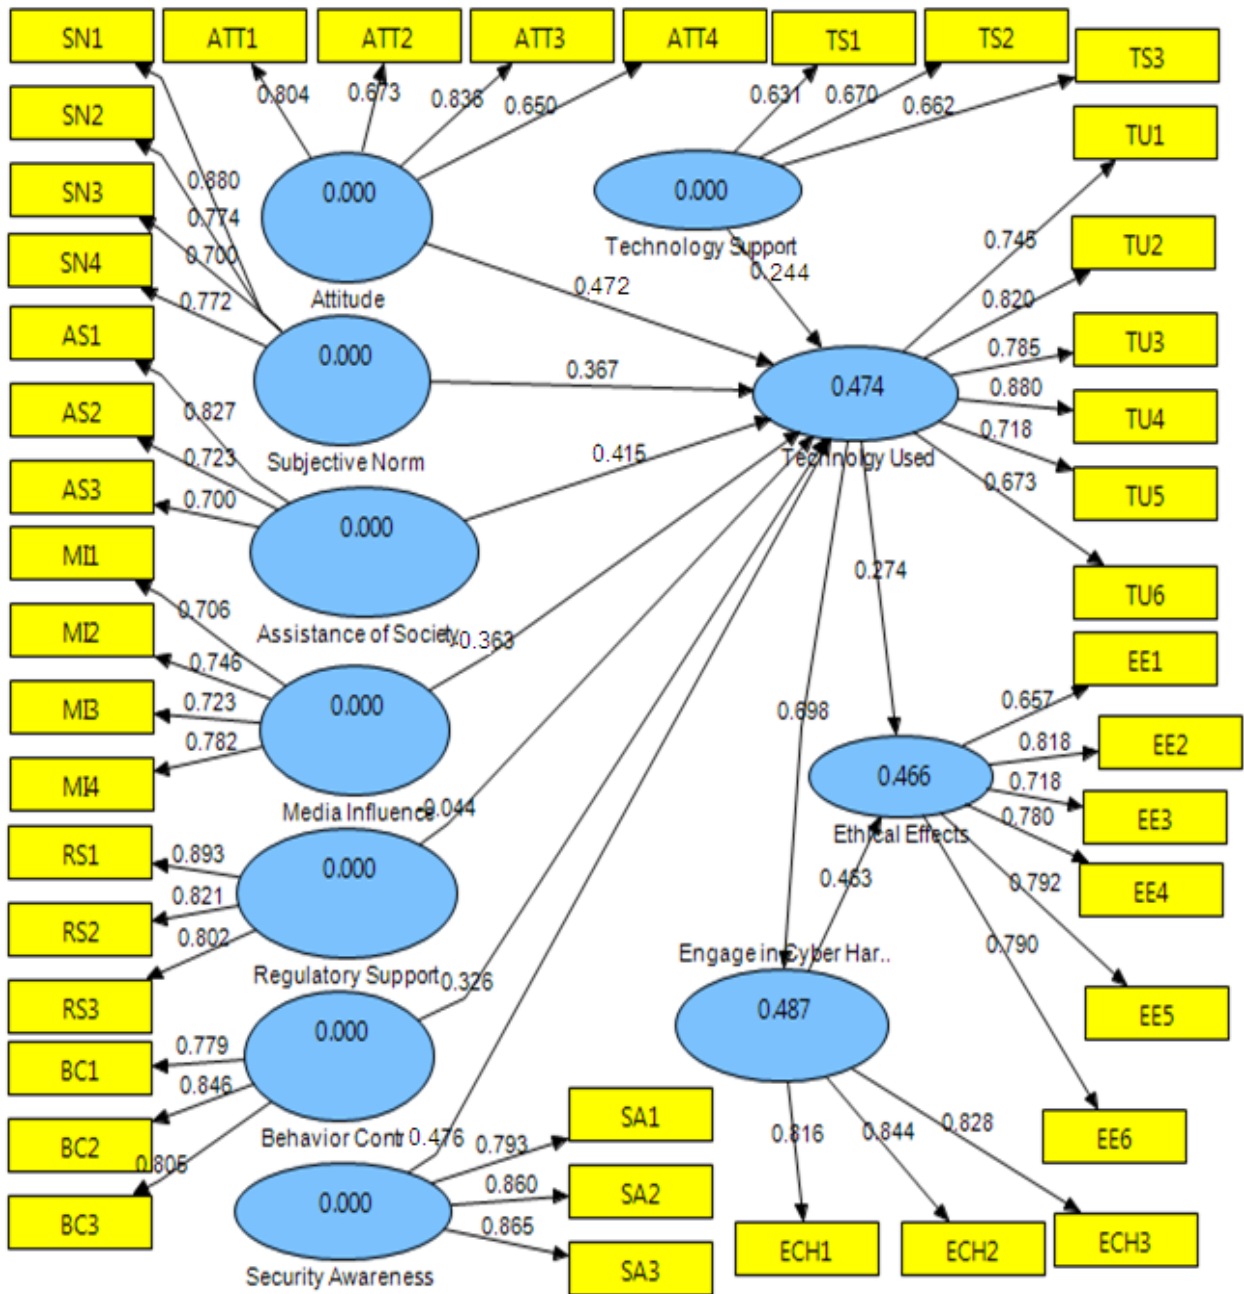 SN1
ATT1
ATT2
ATT3
ATT4
TS1
TS2
TS3
SN2
SN3
SN4
AS1
AS2
AS3
MI1
MI2
MI3
MI4
RS1
RS2
RS3
BC1
BC2
BC3
TU1
TU2
TU3
TU4
TU5
TU6
EE1
EE2
EE3
EE4
EE5
EE6
SA1
SA2
SA3
ECH1
ECH2
ECH3
0.804
0.673
0.836
0.650
0.631
0.670
0.662
0.880
0.774
0.700
0.772
0.827
0.723
0.700
0.706
0.746
0.723
0.782
0.893
0.821
0.802
0.779
0.846
0.805
0.793
0.860
0.865
0.745
0.820
0.785
0.880
0.718
0.673
0.657
0.818
0.718
0.780
0.792
0.790
0.816
0.844
0.828
0.000
Attitude
0.472
0.000
Technology Support
0.244
0.000
Subjective Norm
0.367
0.000
Assistance of Society
0.415
0.000
Media Influence
-0.363
0.000
Regulatory Support
-0.044
0.000
Behavior Contr
0.326
0.000
Security Awareness
0.476
0.474
Technolgy Used
0.274
0.698
0.466
Ethical Effects
0.463
Engage in Cyber Har..
0.487